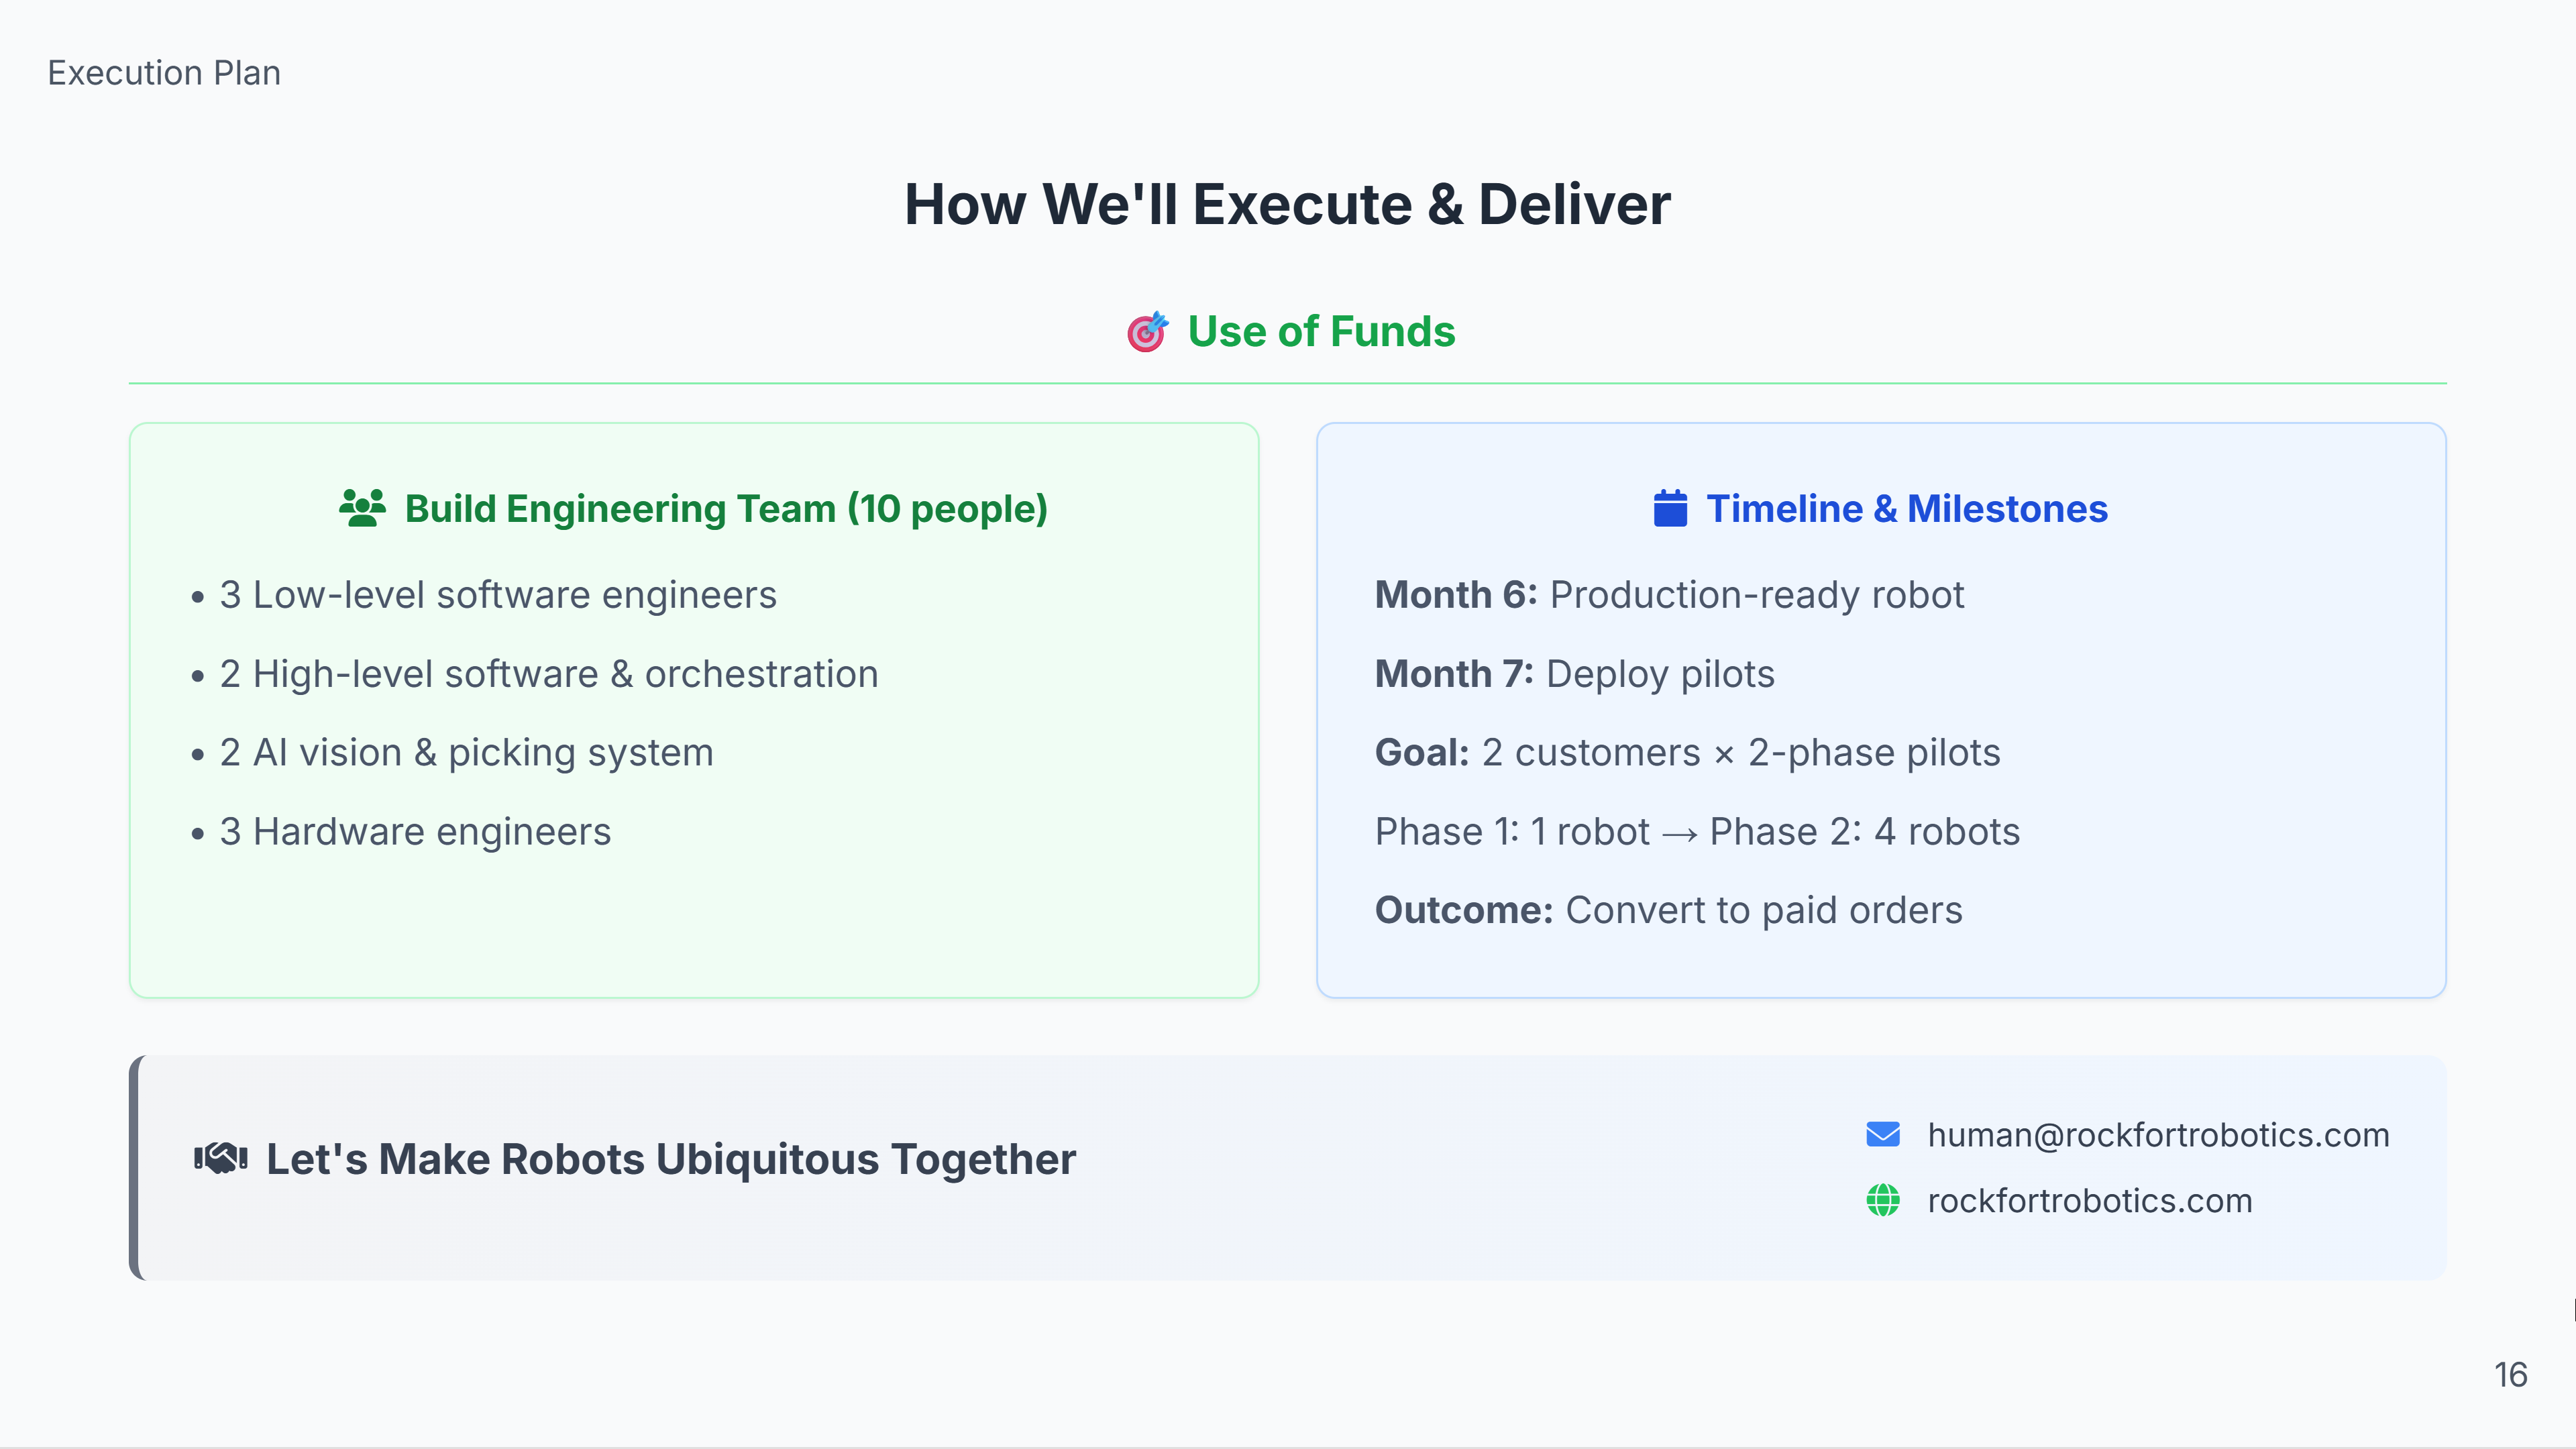 Execution Plan
How We'll Execute & Deliver
Use of Funds
Build Engineering Team (10 people)
• 3 Low-level software engineers
• 2 High-level software & orchestration
• 2 AI vision & picking system
• 3 Hardware engineers
Timeline & Milestones
Month 6: Production-ready robot
Month 7: Deploy pilots
Goal: 2 customers × 2-phase pilots
Phase 1: 1 robot → Phase 2: 4 robots
Outcome: Convert to paid orders
Let's Make Robots Ubiquitous Together
human@rockfortrobotics.com
rockfortrobotics.com
16